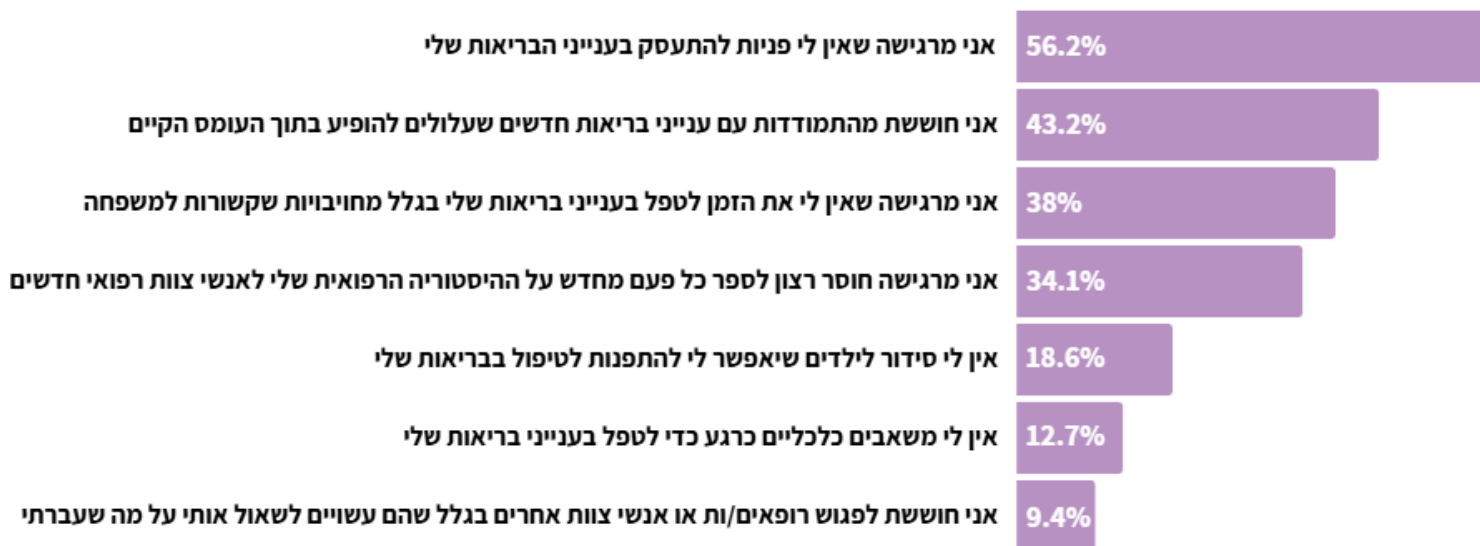 אני מרגישה שאין לי פניות להתעסק בענייני הבריאות שלי 56.2%
אני חוששת מהתמודדות עם ענייני בריאות חדשים שעלולים להופיע בתוך העומס הקיים 43.2%
אני מרגישה שאין לי את הזמן לטפל בענייני בריאות שלי בגלל מחויבויות שקשורות למשפחה 38%
אני מרגישה חוסר רצון לספר כל פעם מחדש על ההיסטוריה הרפואית שלי לאנשי צוות רפואי חדשים 34.1%
אין לי סידור לילדים שיאפשר לי להתפנות לטיפול בבריאות שלי 18.6%
אין לי משאבים כלכליים כרגע כדי לטפל בענייני בריאות שלי 12.7%
אני חוששת לפגוש רופאים/ות או אנשי צוות אחרים בגלל שהם עשויים לשאול אותי על מה שעברתי 9.4%